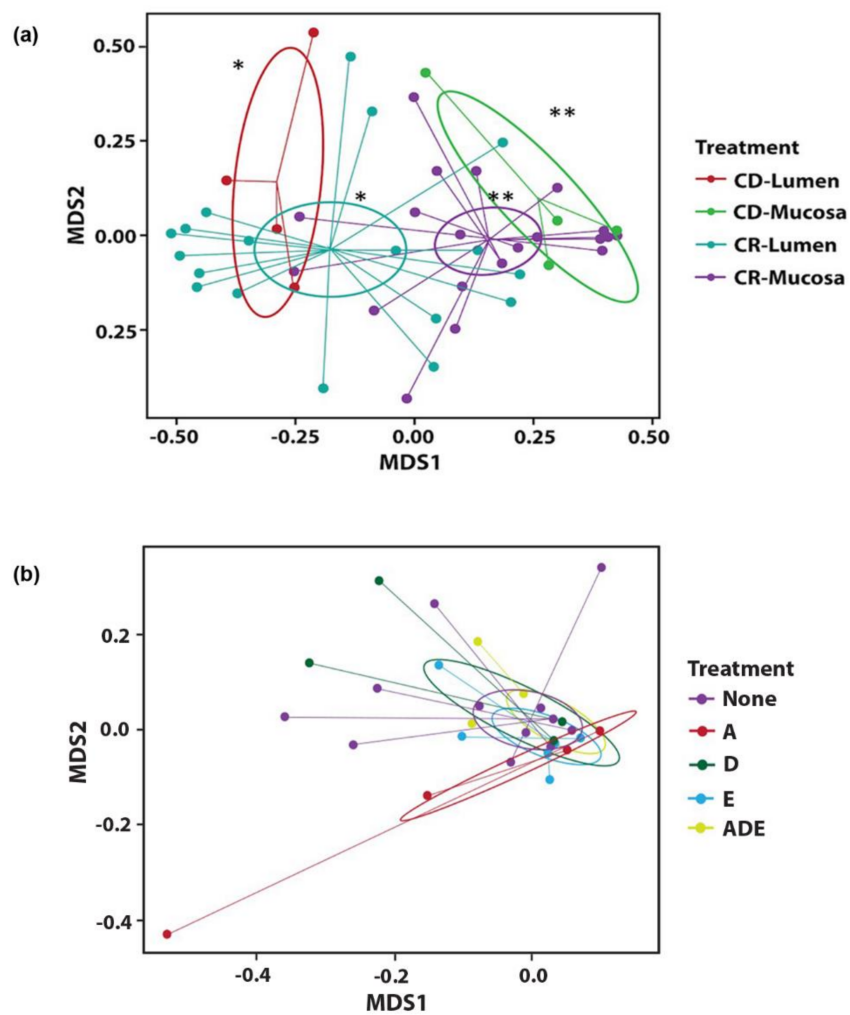 (a)
0.50
0.25
0.00
0.25
MDS2
*
**
*
**
-0.50 -0.25 0.00 0.25 0.50
MDS1
Treatment
CD-Lumen
CD-Mucosa
CR-Lumen
CR-Mucosa
(b)
0.2
0.0
-0.2
-0.4
MDS2
-0.4 -0.2 0.0
MDS1
Treatment
None
A
D
E
ADE